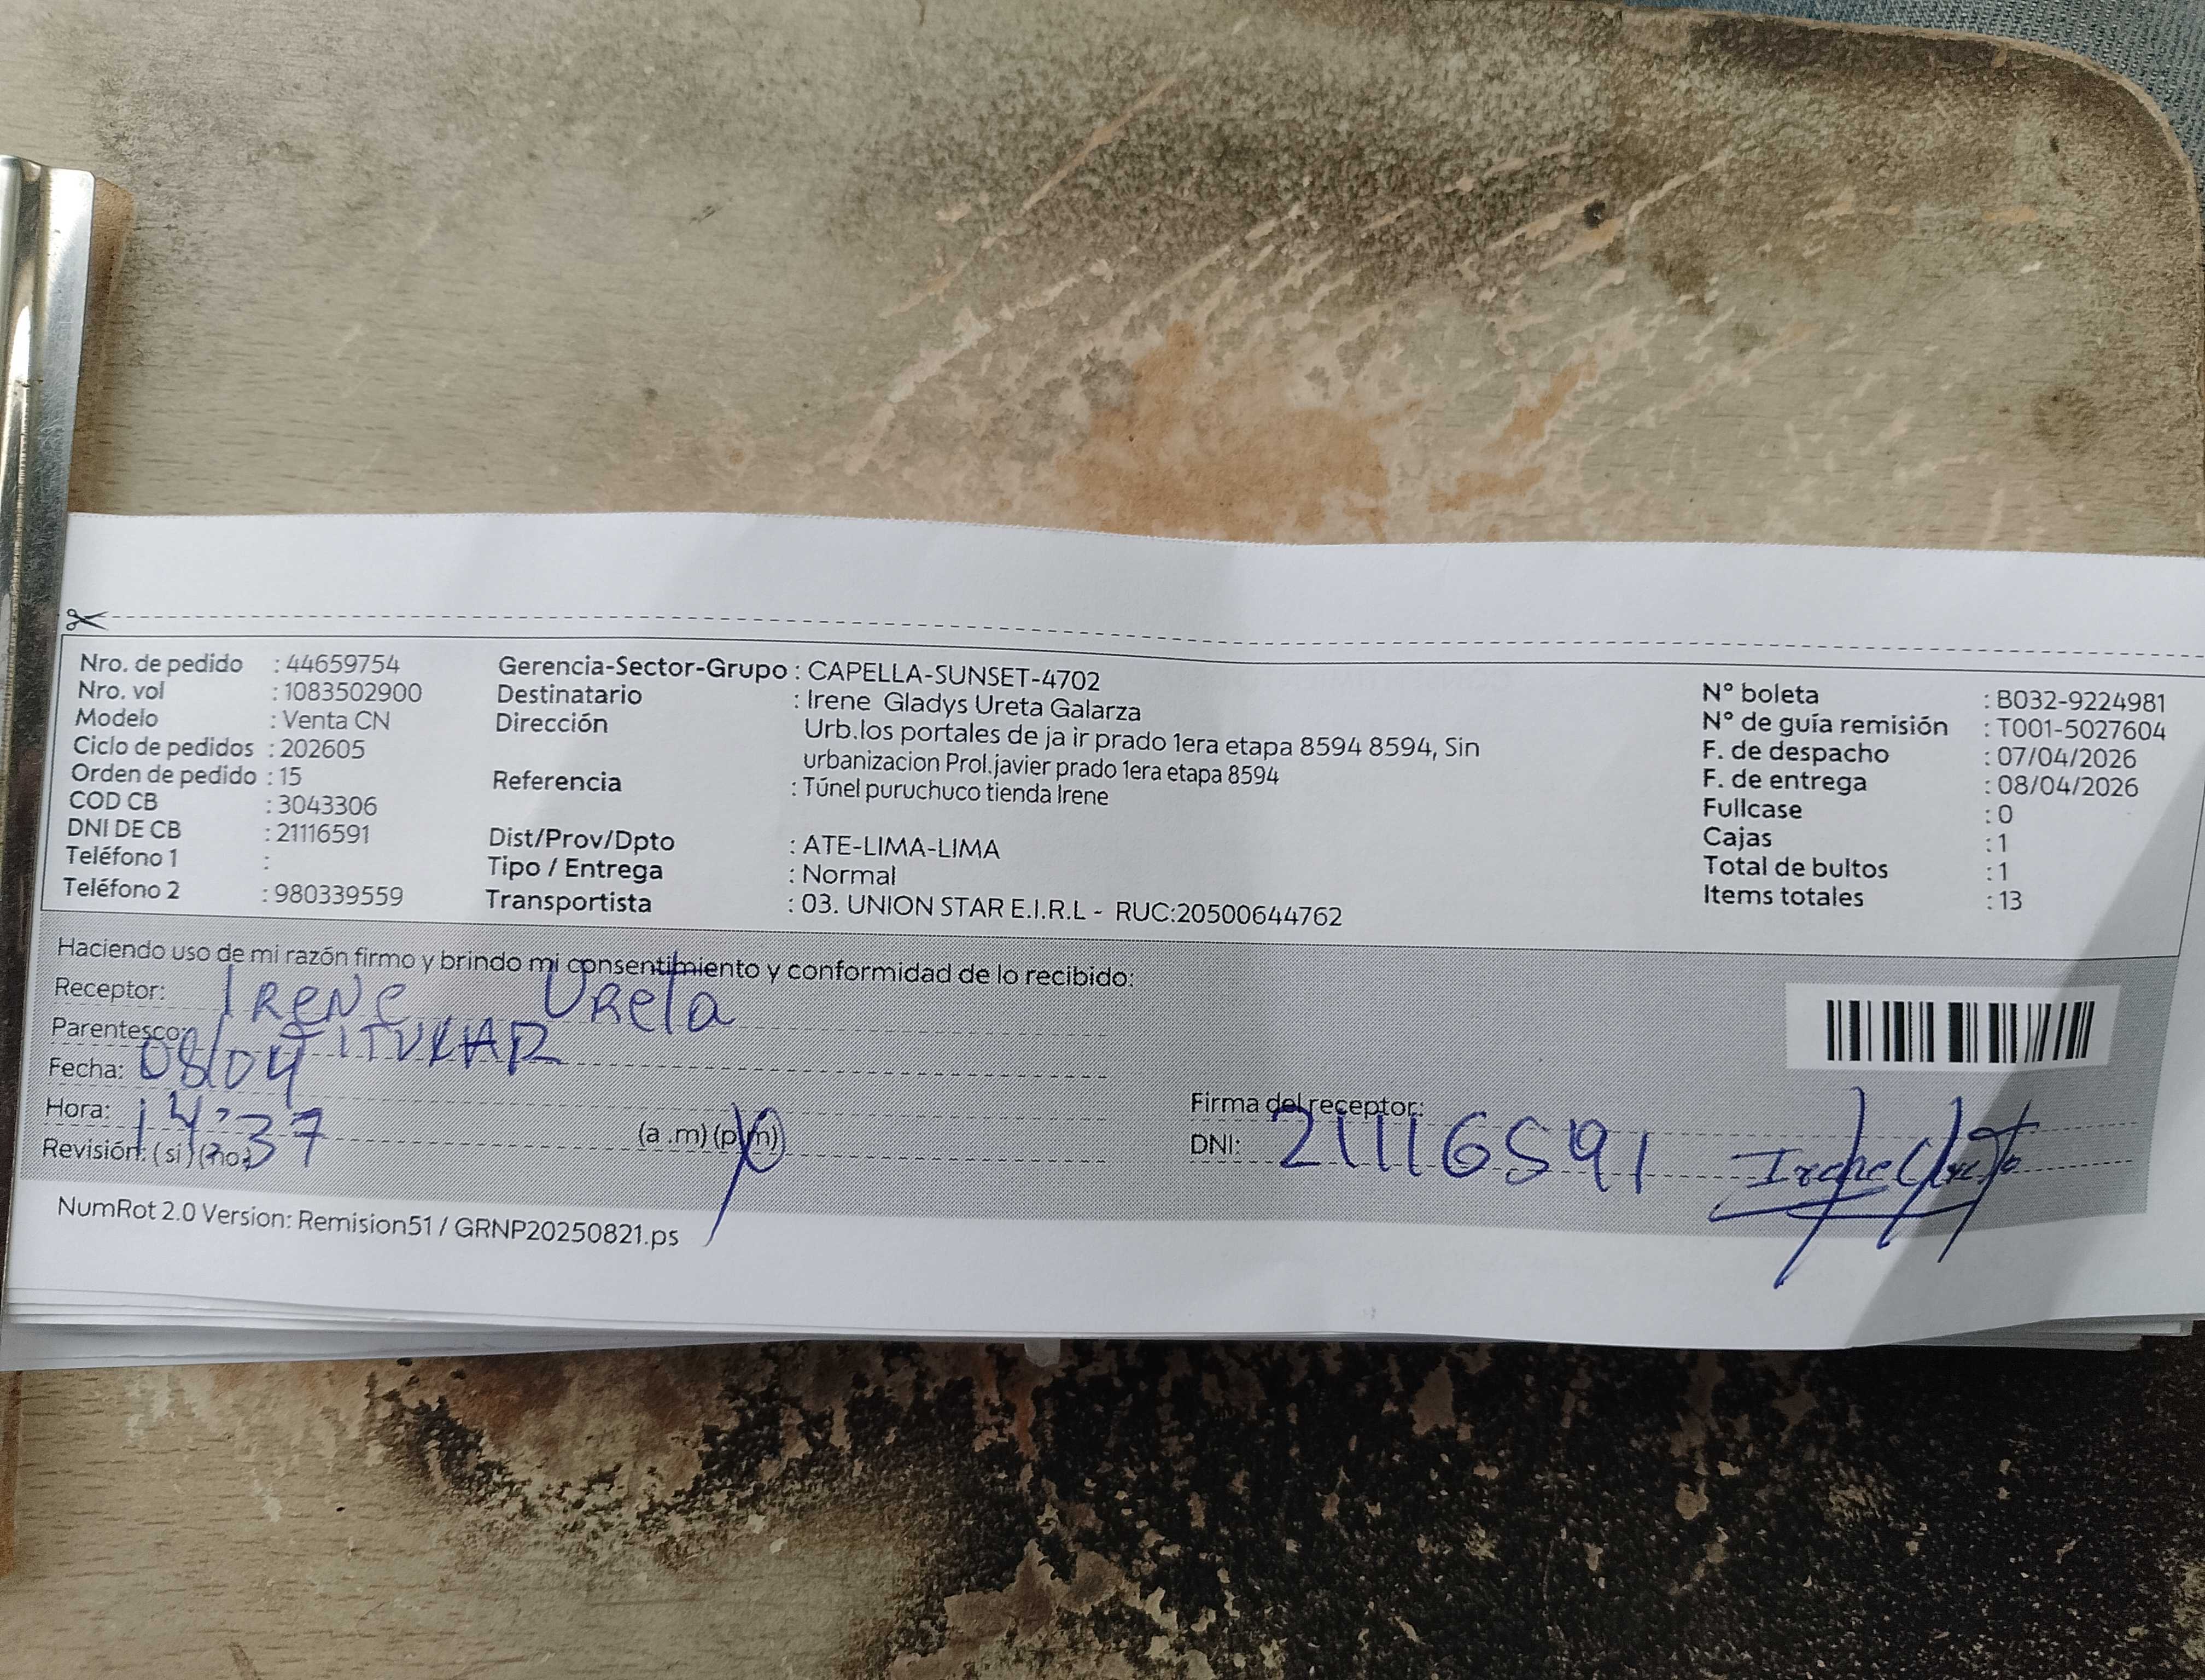 Nro. de pedido : 44659754
Nro. vol : 1083502900
Modelo : Venta CN
Ciclo de pedidos : 202605
Orden de pedido : 15
COD CB : 3043306
DNI DE CB : 21116591
Teléfono 1 :
Teléfono 2 : 980339559
Gerencia-Sector-Grupo : CAPELLA-SUNSET-4702
Destinatario : Irene Gladys Ureta Galarza
Dirección Urb.los portales de ja ir prado 1era etapa 8594 8594, Sin
urbanizacion Prol.javier prado 1era etapa 8594
Referencia : Túnel puruchuco tienda Irene
Dist/Prov/Dpto : ATE-LIMA-LIMA
Tipo / Entrega : Normal
Transportista : 03. UNION STAR E.I.R.L - RUC:20500644762
N° boleta : B032-9224981
N° de guía remisión : T001-5027604
F. de despacho : 07/04/2026
F. de entrega : 08/04/2026
Fullcase : 0
Cajas : 1
Total de bultos : 1
Items totales : 13
Haciendo uso de mi razón firmo y brindo mi consentimiento y conformidad de lo recibido:
Receptor: Irene Ureta
Parentesco: TITULAR
Fecha: 08/04
Hora: 14:37 (a .m) (p.m)
Revisión: (si) (no)
Firma del receptor:
DNI: 21116591 Irene Ureta
NumRot 2.0 Version: Remision51 / GRNP20250821.ps